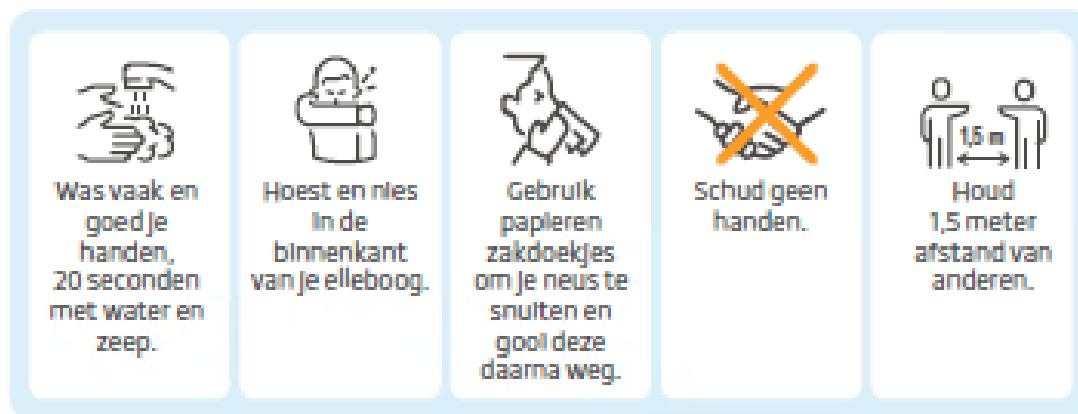 Was vaak en
goed je
handen,
20 seconden
met water en
zeep.
Hoest en nies
in de
binnenkant
van je elleboog.
Gebruik
papieren
zakdoekjes
om je neus te
snuiten en
gooi deze
daarna weg.
Schud geen
handen.
1,5 m
Houd
1,5 meter
afstand van
anderen.